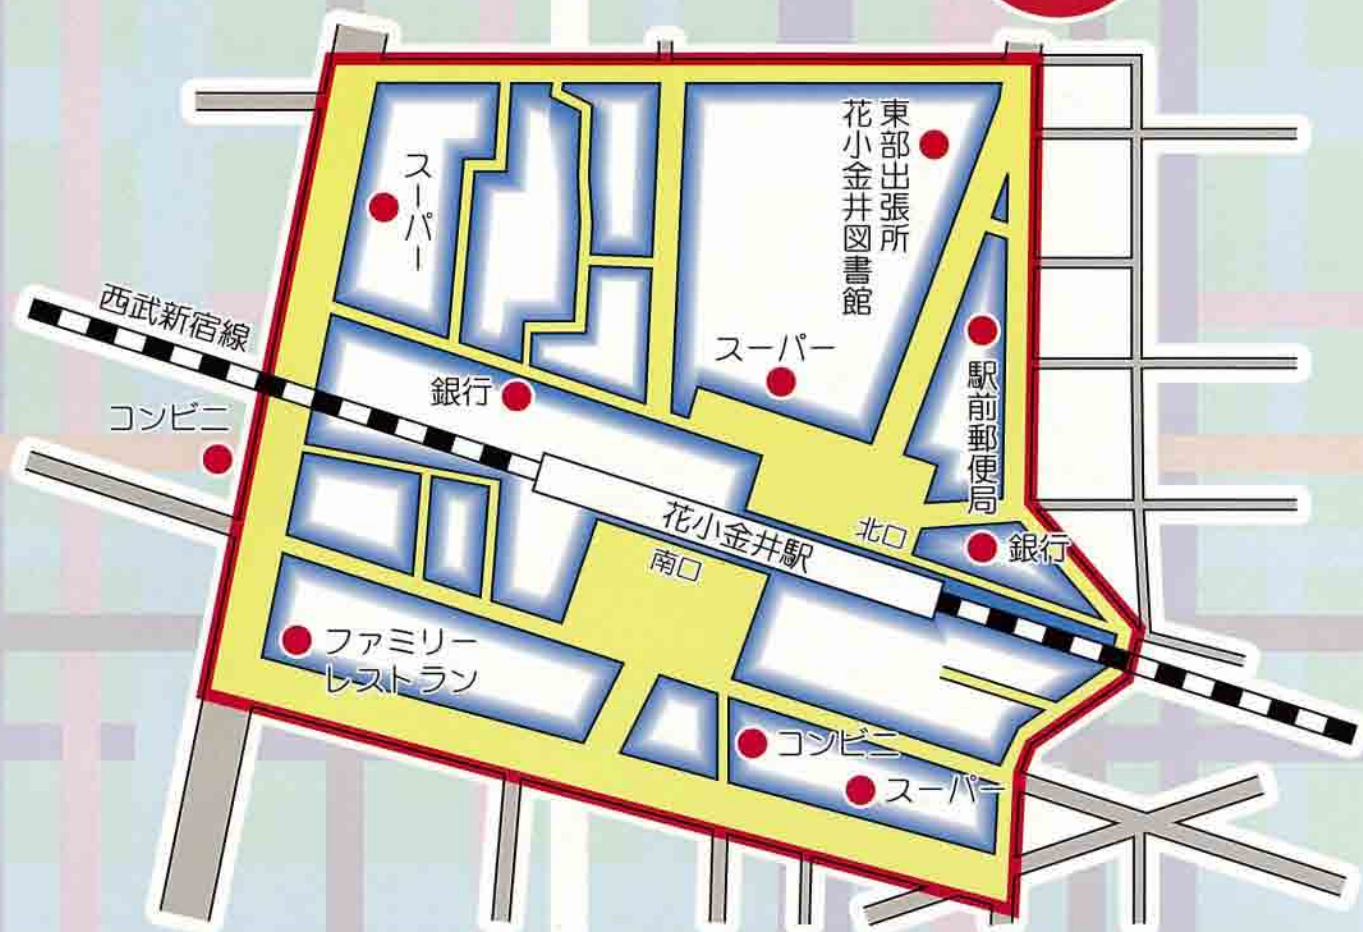 東部出張所
花小金井図書館
スーパー
西武新宿線
スーパー
銀行
コンビニ
駅前郵便局
花小金井駅
北口
南口
銀行
ファミリー
レストラン
コンビニ
スーパー